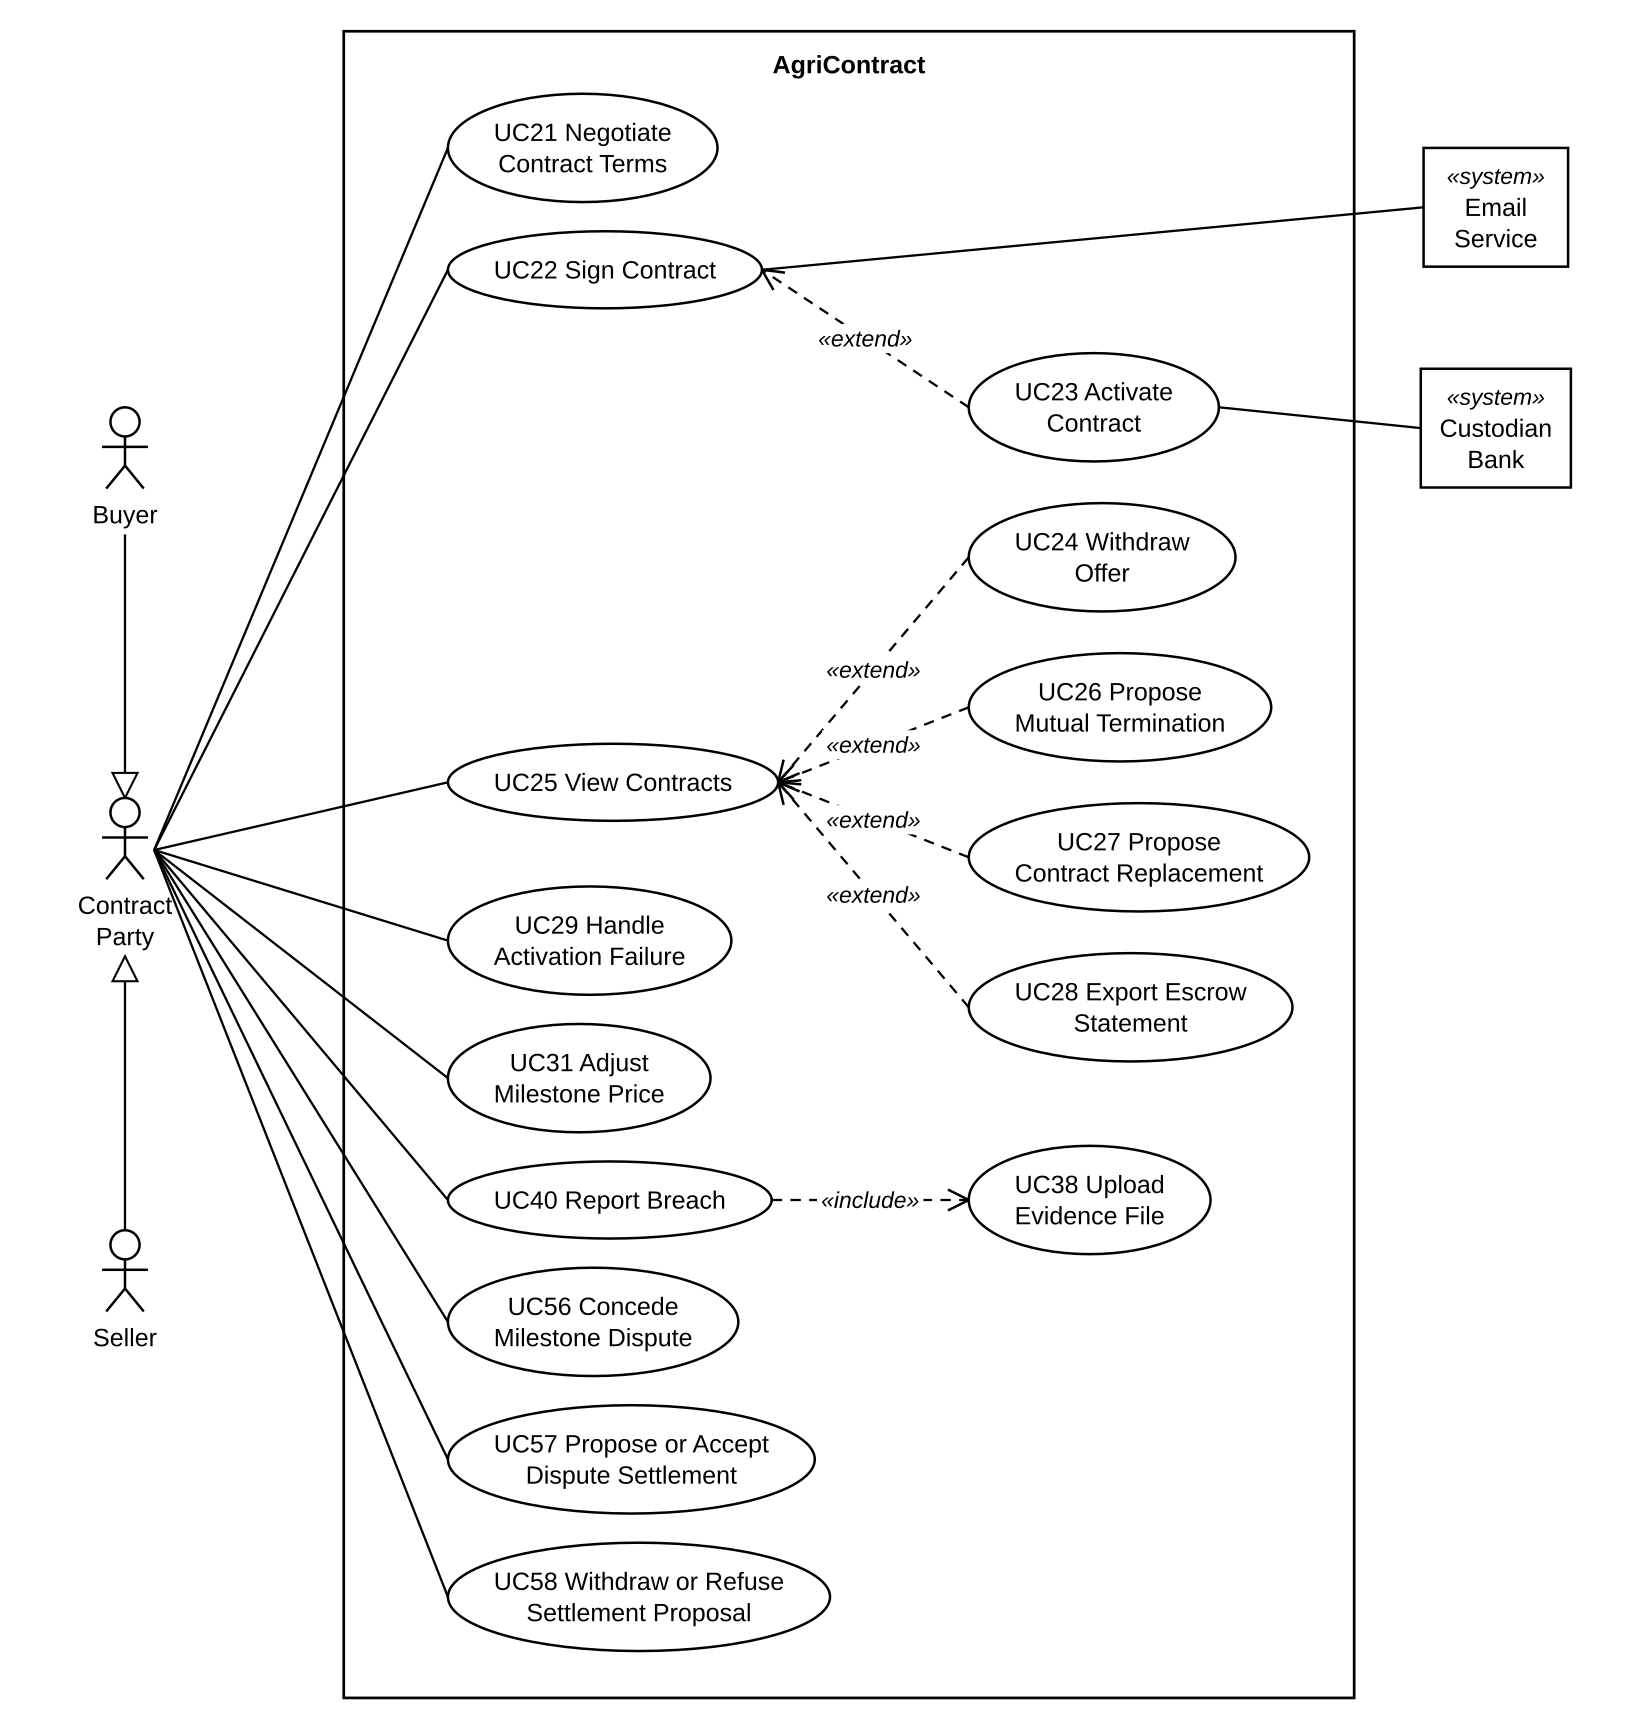 AgriContract
UC21 Negotiate
Contract Terms
«system»
Email
Service
UC22 Sign Contract
«extend»
UC23 Activate
Contract
«system»
Custodian
Bank
Buyer
UC24 Withdraw
Offer
«extend»
UC26 Propose
Mutual Termination
«extend»
UC25 View Contracts
«extend»
UC27 Propose
Contract Replacement
«extend»
Contract
Party
UC29 Handle
Activation Failure
UC28 Export Escrow
Statement
UC31 Adjust
Milestone Price
UC40 Report Breach
«include»
UC38 Upload
Evidence File
Seller
UC56 Concede
Milestone Dispute
UC57 Propose or Accept
Dispute Settlement
UC58 Withdraw or Refuse
Settlement Proposal